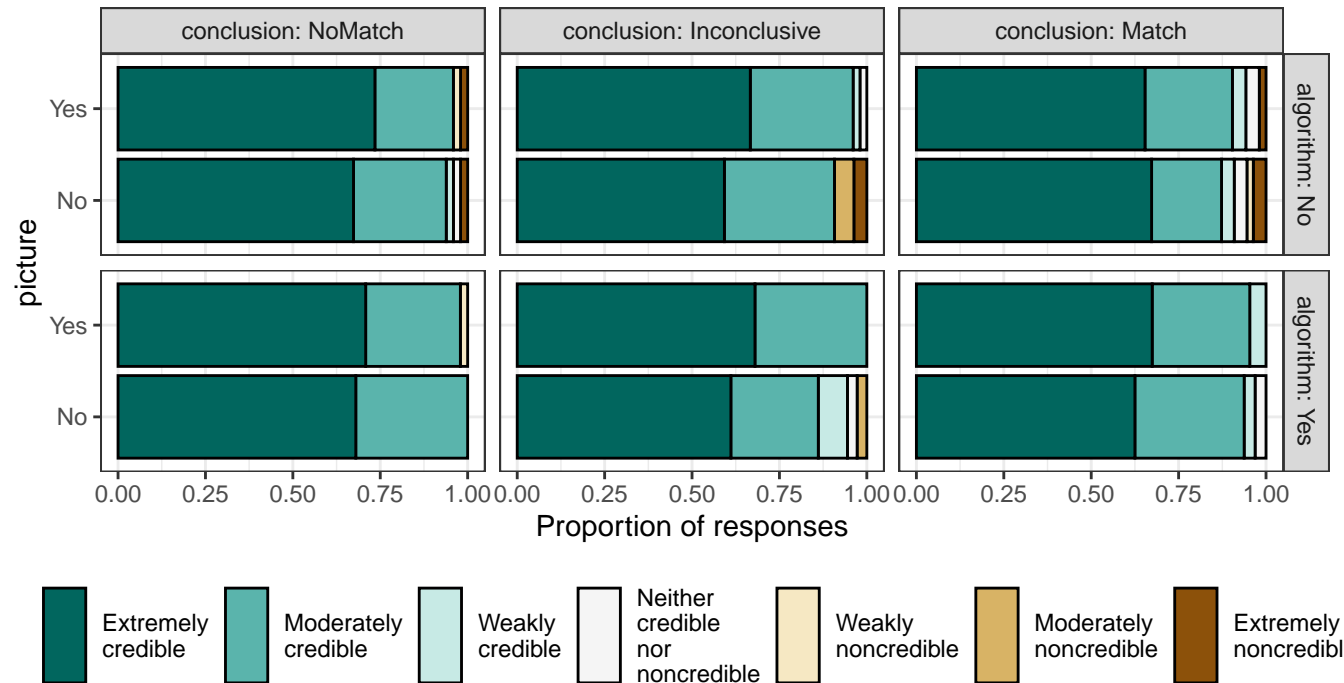 conclusion: NoMatch
conclusion: Inconclusive
conclusion: Match
picture
Yes
No
algorithm: No
Yes
No
algorithm: Yes
0.00 0.25 0.50 0.75 1.00
0.00 0.25 0.50 0.75 1.00
0.00 0.25 0.50 0.75 1.00
Proportion of responses
Extremely
credible
Moderately
credible
Weakly
credible
Neither
credible
nor
noncredible
Weakly
noncredible
Moderately
noncredible
Extremely
noncredibl